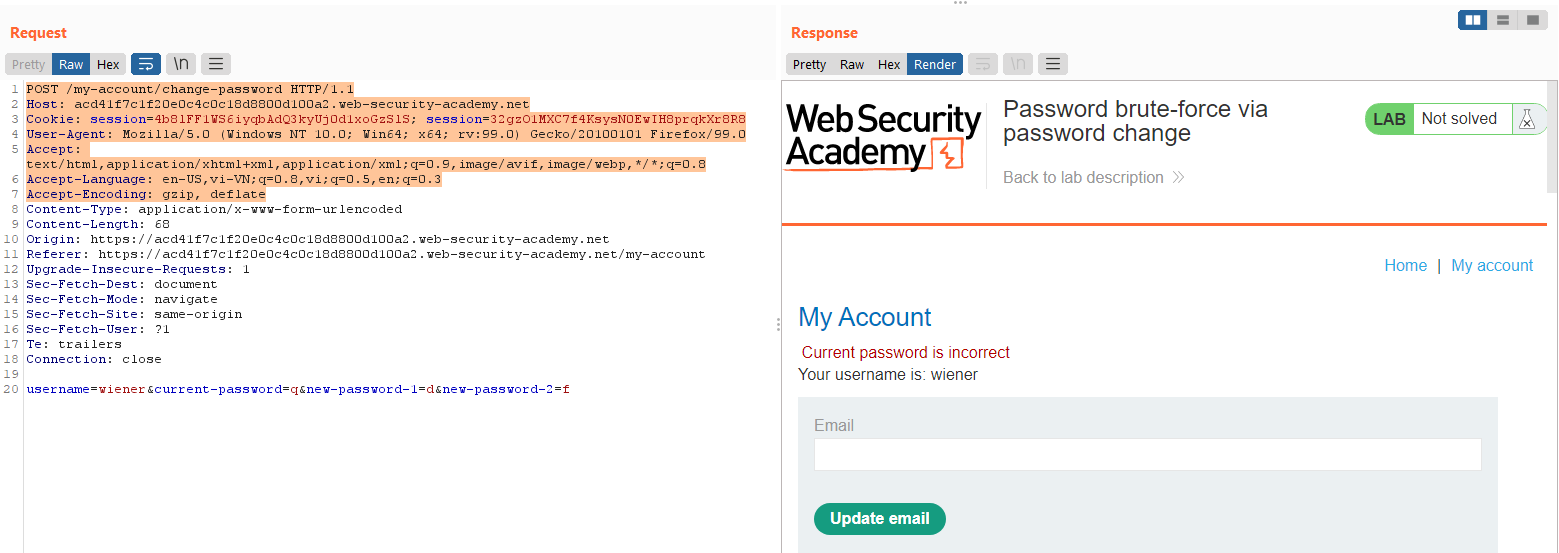 Request
Pretty Raw Hex \n
1 POST /my-account/change-password HTTP/1.1
2 Host: acd41f7c1f20e0c4c0c18d8800d100a2.web-security-academy.net
3 Cookie: session=4b81FF1WS6iyqbAdQ3kyUjOd1xoGzS1S; session=32gzO1MXC7f4KsysNOEwIH8prqkXr8R8
4 User-Agent: Mozilla/5.0 (Windows NT 10.0; Win64; x64; rv:99.0) Gecko/20100101 Firefox/99.0
5 Accept:
text/html,application/xhtml+xml,application/xml;q=0.9,image/avif,image/webp,*/*;q=0.8
6 Accept-Language: en-US,vi-VN;q=0.8,vi;q=0.5,en;q=0.3
7 Accept-Encoding: gzip, deflate
8 Content-Type: application/x-www-form-urlencoded
9 Content-Length: 68
10 Origin: https://acd41f7c1f20e0c4c0c18d8800d100a2.web-security-academy.net
11 Referer: https://acd41f7c1f20e0c4c0c18d8800d100a2.web-security-academy.net/my-account
12 Upgrade-Insecure-Requests: 1
13 Sec-Fetch-Dest: document
14 Sec-Fetch-Mode: navigate
15 Sec-Fetch-Site: same-origin
16 Sec-Fetch-User: ?1
17 Te: trailers
18 Connection: close
19
20 username=wiener&current-password=q&new-password-1=d&new-password-2=f
Response
Pretty Raw Hex Render \n
Web Security
Academy
Password brute-force via
password change
LAB Not solved
Back to lab description
Home | My account
My Account
Current password is incorrect
Your username is: wiener
Email
Update email